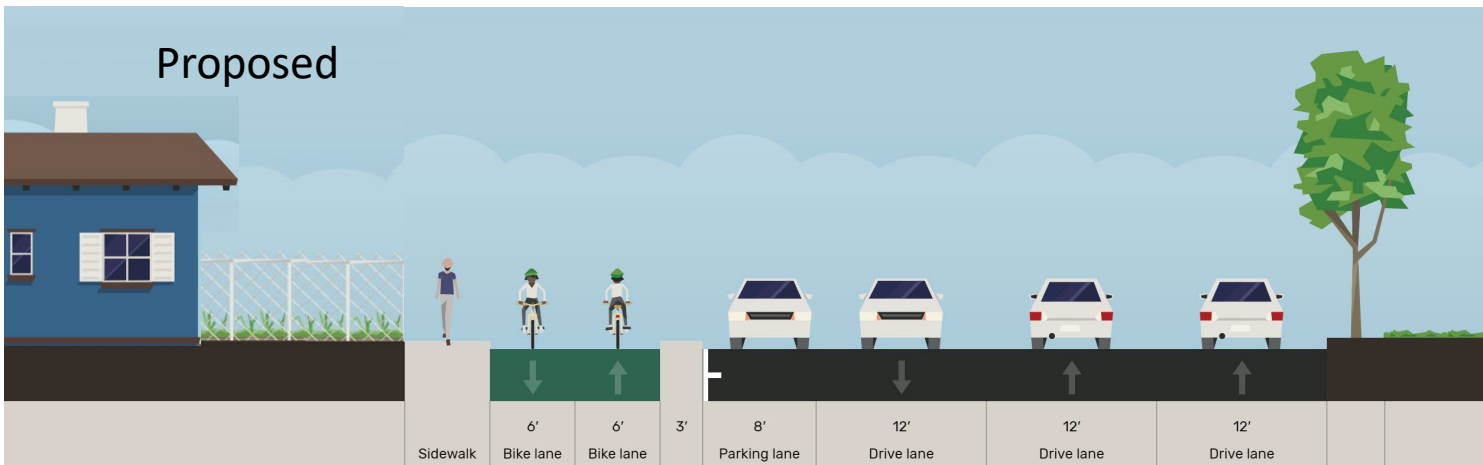 Proposed
6' 6' 3' 8' 12' 12' 12'
Sidewalk Bike lane Bike lane Parking lane Drive lane Drive lane Drive lane